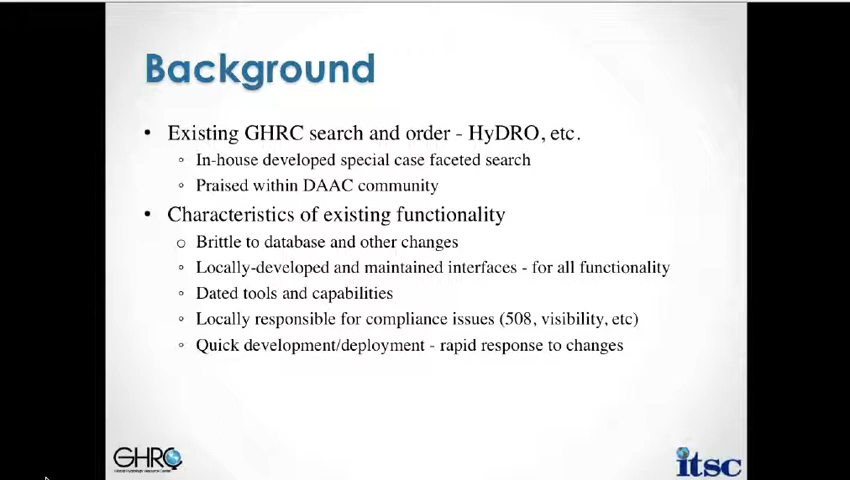 Background
• Existing GHRC search and order - HyDRO, etc.
◦ In-house developed special case faceted search
◦ Praised within DAAC community
• Characteristics of existing functionality
○ Brittle to database and other changes
◦ Locally-developed and maintained interfaces - for all functionality
◦ Dated tools and capabilities
◦ Locally responsible for compliance issues (508, visibility, etc)
◦ Quick development/deployment - rapid response to changes
GHRC
itsc